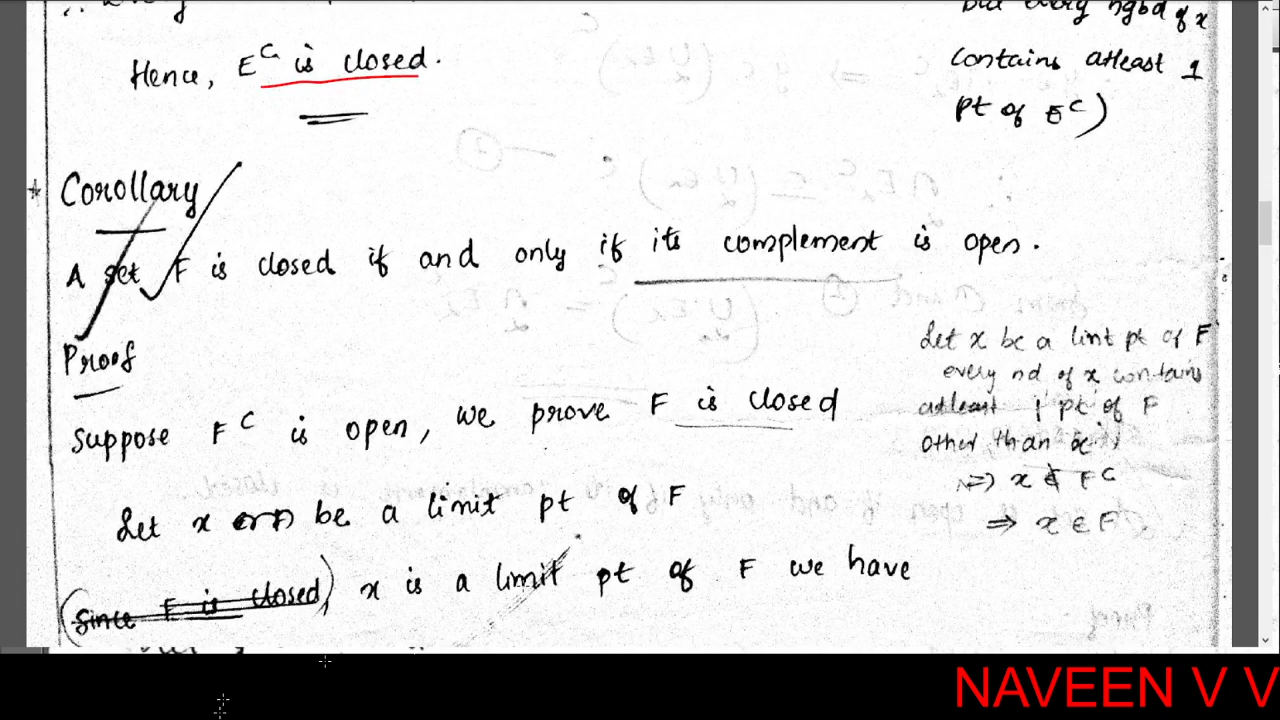 ∴ every
but every ngbd of x
Hence, E^C is closed.
contains atleast 1
pt of E^C)
* Corollary
A set F is closed if and only if its complement is open.
Proof
Let x be a limt pt of F
every nd of x contains
Suppose F^C is open, we prove F is closed
atleast 1 pt of F
other than x
⇒ x ∉ F^C
Let x be a limit pt of F
⇒ x ∈ F
(Since F is closed) x is a limit pt of F we have
NAVEEN V V